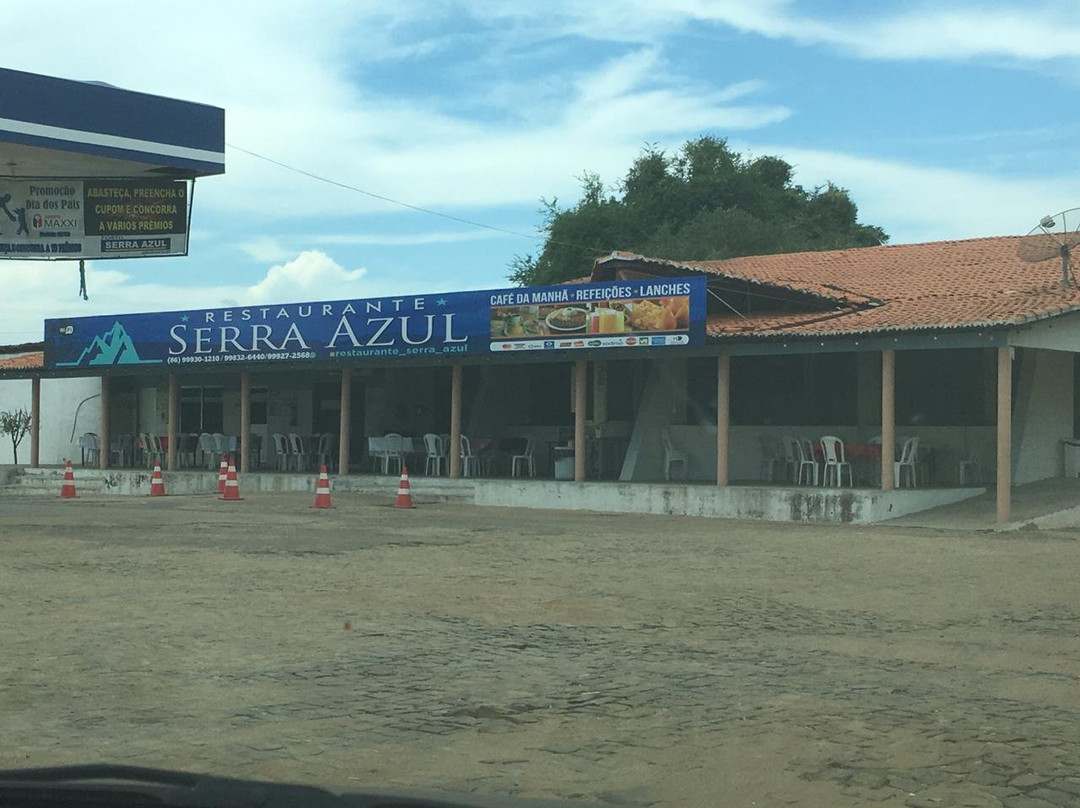 Promoção
Dia dos Pais
MAXXI
ABASTEÇA, PREENCHA O
CUPOM E CONCORRA
A VÁRIOS PRÊMIOS
SERRA AZUL
RESTAURANTE
SERRA AZUL
(86) 99930-1210 / 99832-6440/99927-2568
restaurante_serra_azul
CAFÉ DA MANHÃ • REFEIÇÕES • LANCHES